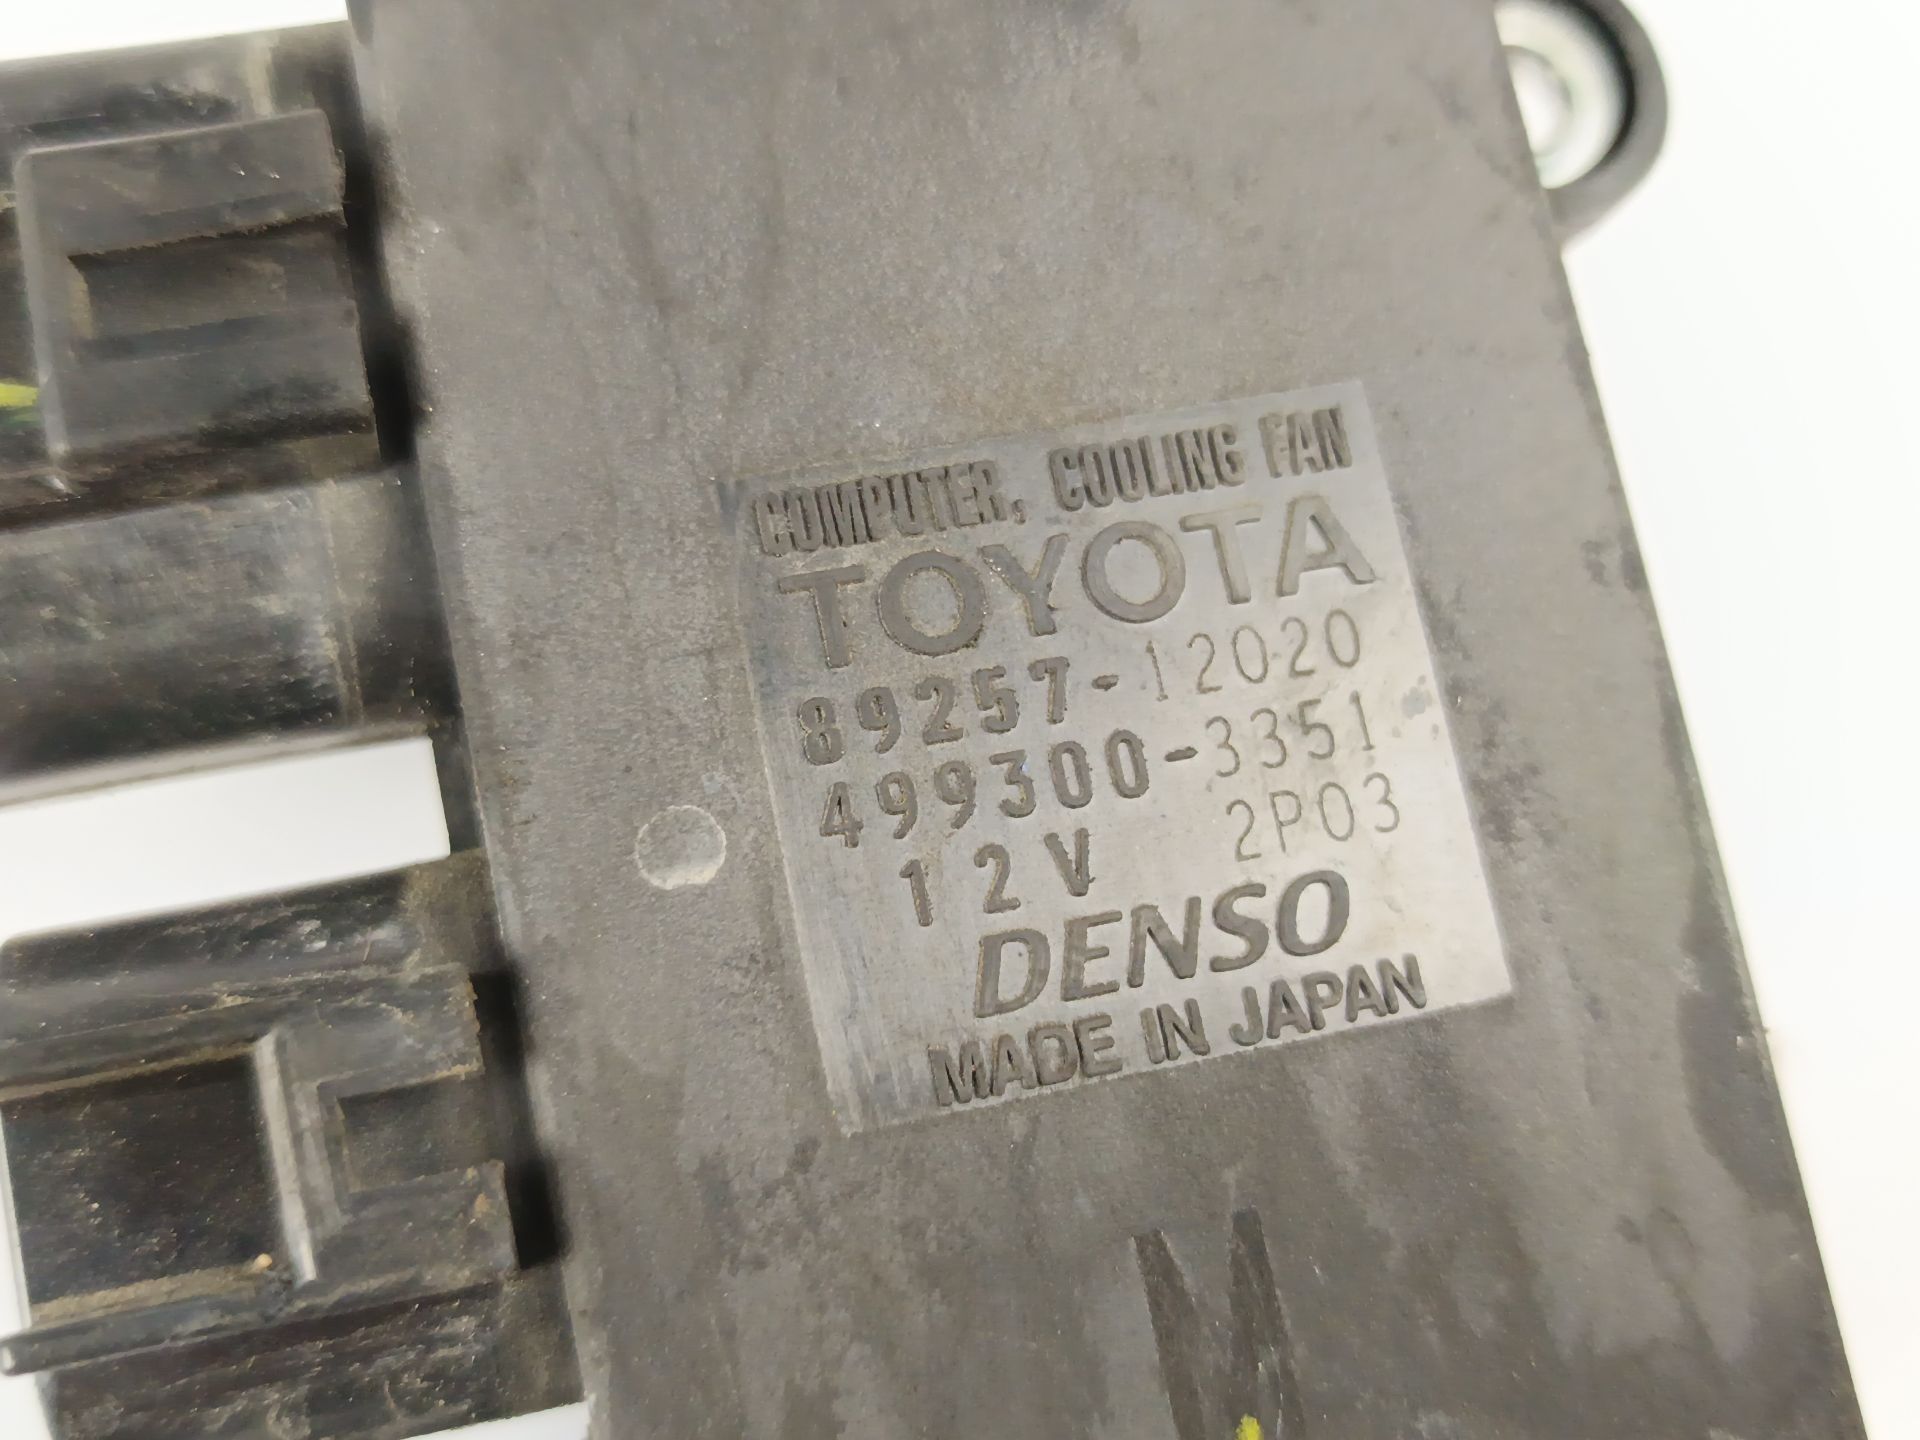 COMPUTER, COOLING FAN
TOYOTA
89257-12020
499300-3351
12V 2P03
DENSO
MADE IN JAPAN